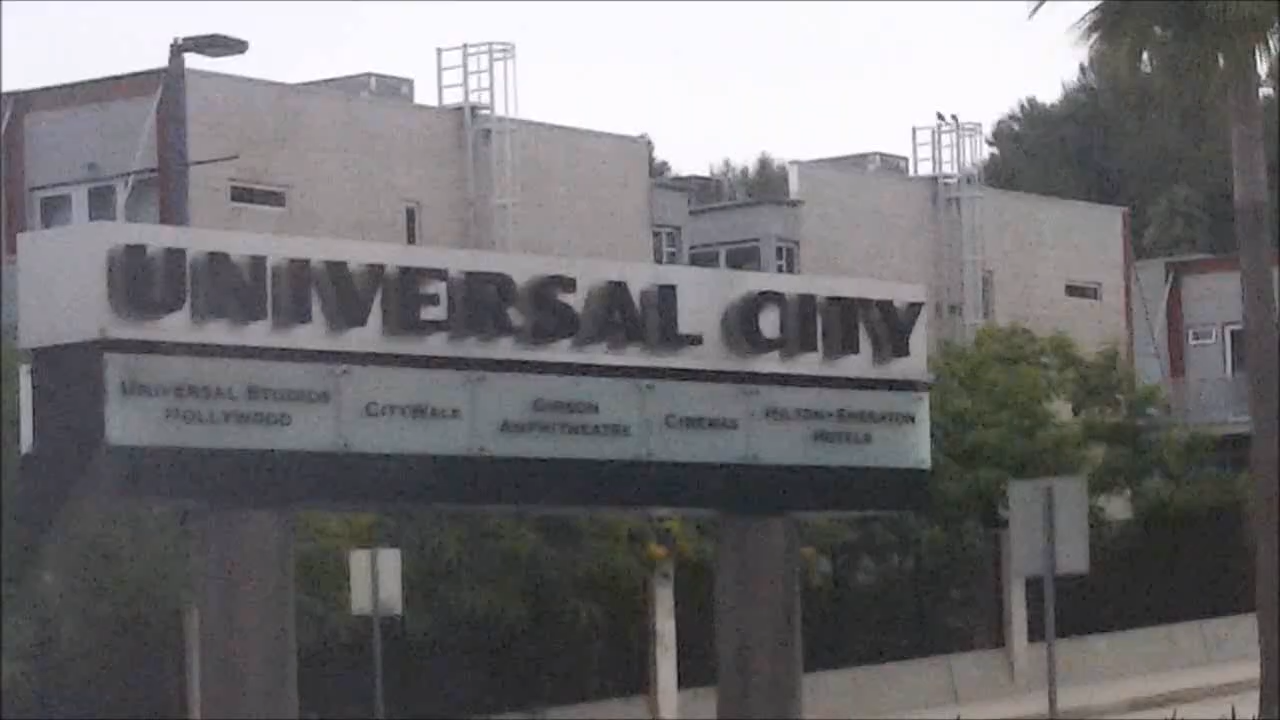 UNIVERSAL CITY
UNIVERSAL STUDIOS
HOLLYWOOD
CITYWALK
GIBSON
AMPHITHEATRE
CINEMAS
HILTON-SHERATON
HOTELS